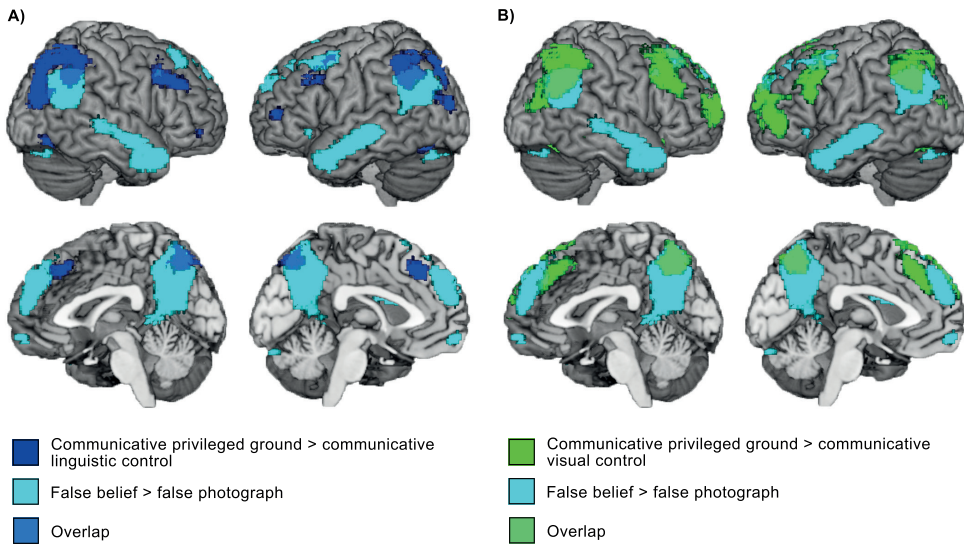 A)
B)
Communicative privileged ground > communicative
linguistic control
False belief > false photograph
Overlap
Communicative privileged ground > communicative
visual control
False belief > false photograph
Overlap